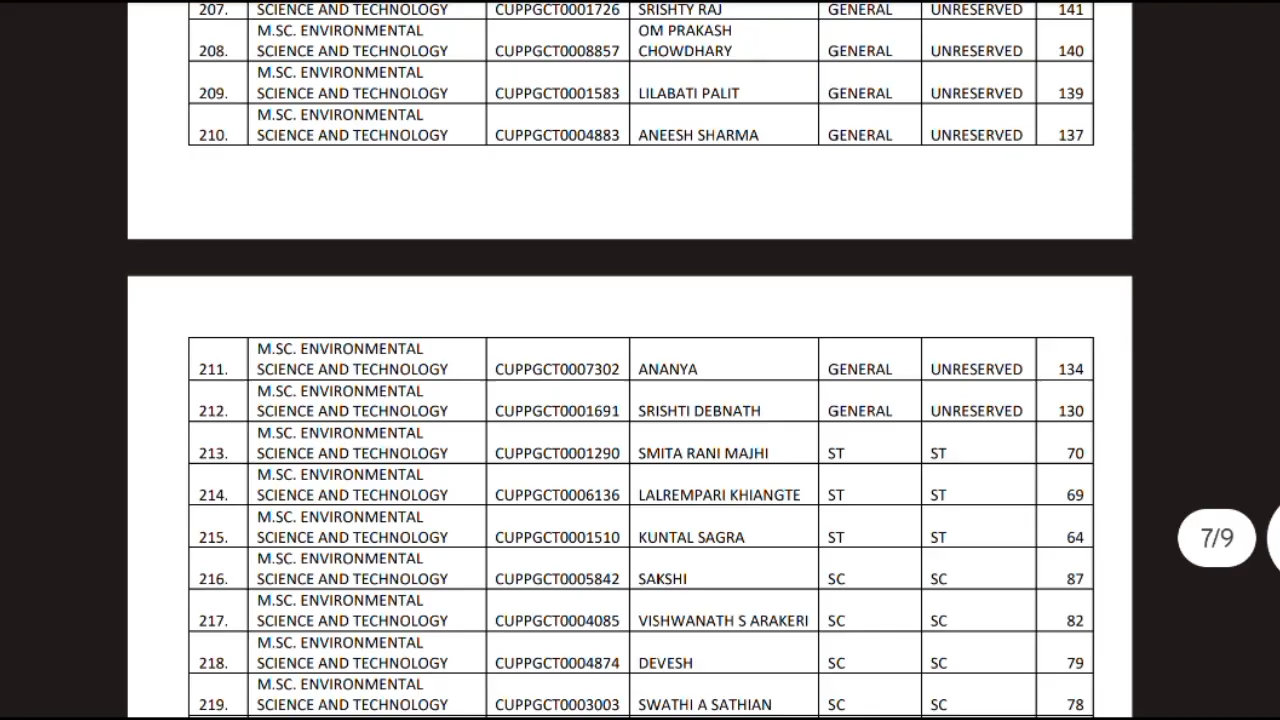 207. SCIENCE AND TECHNOLOGY CUPPGCT0001726 SRISHTY RAJ GENERAL UNRESERVED 141
M.SC. ENVIRONMENTAL OM PRAKASH
208. SCIENCE AND TECHNOLOGY CUPPGCT0008857 CHOWDHARY GENERAL UNRESERVED 140
M.SC. ENVIRONMENTAL
209. SCIENCE AND TECHNOLOGY CUPPGCT0001583 LILABATI PALIT GENERAL UNRESERVED 139
M.SC. ENVIRONMENTAL
210. SCIENCE AND TECHNOLOGY CUPPGCT0004883 ANEESH SHARMA GENERAL UNRESERVED 137
M.SC. ENVIRONMENTAL
211. SCIENCE AND TECHNOLOGY CUPPGCT0007302 ANANYA GENERAL UNRESERVED 134
M.SC. ENVIRONMENTAL
212. SCIENCE AND TECHNOLOGY CUPPGCT0001691 SRISHTI DEBNATH GENERAL UNRESERVED 130
M.SC. ENVIRONMENTAL
213. SCIENCE AND TECHNOLOGY CUPPGCT0001290 SMITA RANI MAJHI ST ST 70
M.SC. ENVIRONMENTAL
214. SCIENCE AND TECHNOLOGY CUPPGCT0006136 LALREMPARI KHIANGTE ST ST 69
M.SC. ENVIRONMENTAL
215. SCIENCE AND TECHNOLOGY CUPPGCT0001510 KUNTAL SAGRA ST ST 64
7/9
M.SC. ENVIRONMENTAL
216. SCIENCE AND TECHNOLOGY CUPPGCT0005842 SAKSHI SC SC 87
M.SC. ENVIRONMENTAL
217. SCIENCE AND TECHNOLOGY CUPPGCT0004085 VISHWANATH S ARAKERI SC SC 82
M.SC. ENVIRONMENTAL
218. SCIENCE AND TECHNOLOGY CUPPGCT0004874 DEVESH SC SC 79
M.SC. ENVIRONMENTAL
219. SCIENCE AND TECHNOLOGY CUPPGCT0003003 SWATHI A SATHIAN SC SC 78